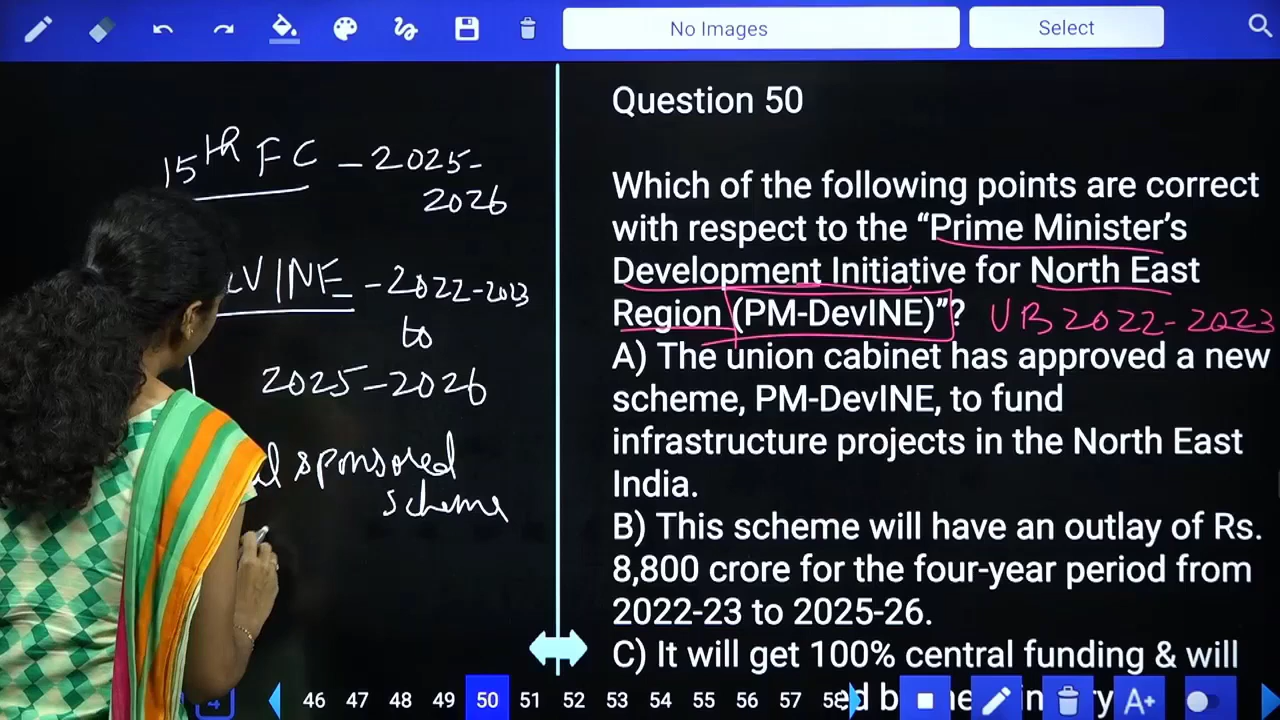 No Images
Select
15th FC - 2025-
2026
VINE - 2022-2023
to
2025-2026
sponsored
scheme
Question 50
Which of the following points are correct
with respect to the “Prime Minister’s
Development Initiative for North East
Region (PM-DevINE)”?
UB 2022-2023
A) The union cabinet has approved a new
scheme, PM-DevINE, to fund
infrastructure projects in the North East
India.
B) This scheme will have an outlay of Rs.
8,800 crore for the four-year period from
2022-23 to 2025-26.
C) It will get 100% central funding & will
4 46 47 48 49 50 51 52 53 54 55 56 57 58 A+